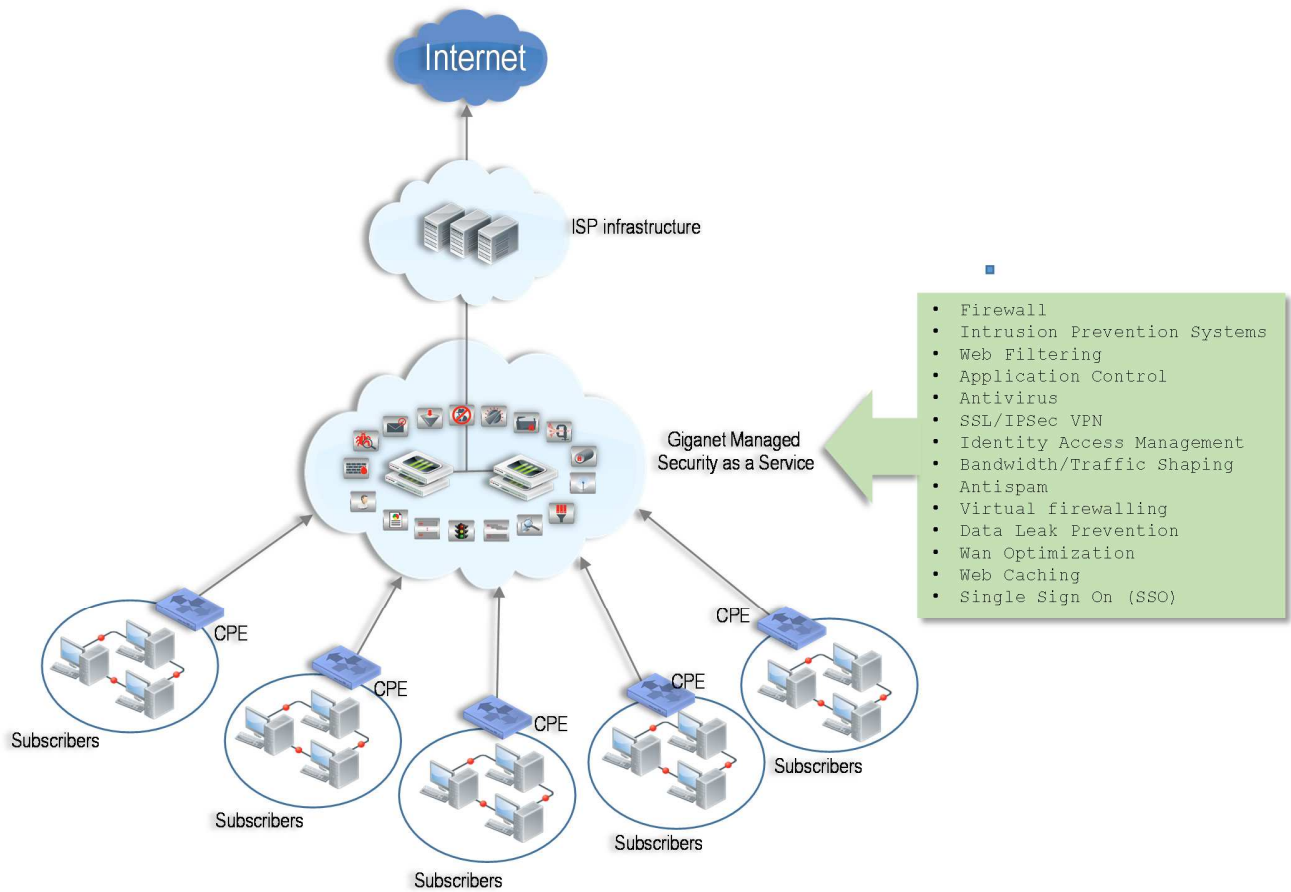 Internet
ISP infrastructure
Giganet Managed
Security as a Service
• Firewall
• Intrusion Prevention Systems
• Web Filtering
• Application Control
• Antivirus
• SSL/IPSec VPN
• Identity Access Management
• Bandwidth/Traffic Shaping
• Antispam
• Virtual firewalling
• Data Leak Prevention
• Wan Optimization
• Web Caching
• Single Sign On (SSO)
CPE
Subscribers
CPE
Subscribers
CPE
Subscribers
CPE
Subscribers
CPE
Subscribers